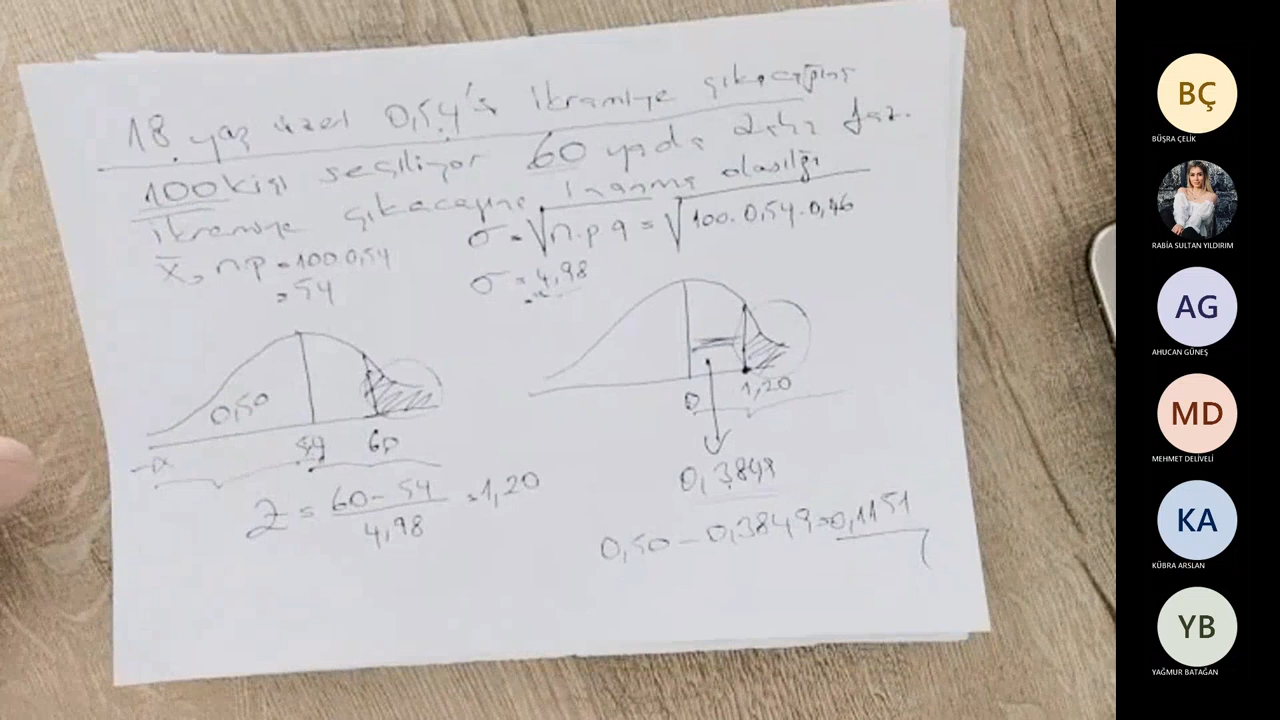 18 yaş üzeri 0,54'ü ikramiye çıkacağına
100 kişi seçiliyor 60 yada daha faz.
ikramiye çıkacağına inanma olasılığı
x̄ = n.p = 100.0,54
= 54
σ = √n.p q = √100.0,54.0,46
σ = 4,98
0,50
-∞
54
60
0
1,20
0,3849
Z = 60-54 / 4,98 = 1,20
0,50 - 0,3849 = 0,1151
BÇ
BÜŞRA ÇELİK
RABİA SULTAN YILDIRIM
AG
AHUCAN GÜNEŞ
MD
MEHMET DELİVELİ
KA
KÜBRA ARSLAN
YB
YAĞMUR BATAĞAN